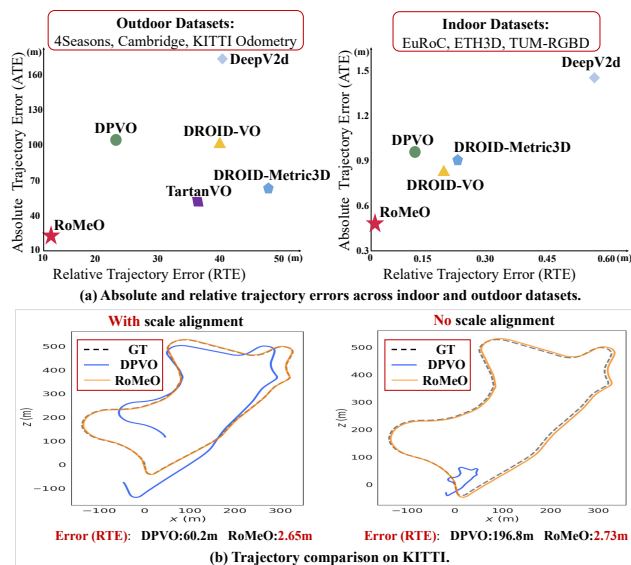 Outdoor Datasets:
4Seasons, Cambridge, KITTI Odometry
(m)
160
130
100
70
40
10
Absolute Trajectory Error (ATE)
DeepV2d
DPVO
DROID-VO
DROID-Metric3D
TartanVO
RoMeO
10 20 30 40 50 (m)
Relative Trajectory Error (RTE)
Indoor Datasets:
EuRoC, ETH3D, TUM-RGBD
(m)
1.5
1.2
0.9
0.6
0.3
Absolute Trajectory Error (ATE)
DeepV2d
DPVO
DROID-Metric3D
DROID-VO
RoMeO
0 0.15 0.30 0.45 0.60 (m)
Relative Trajectory Error (RTE)
(a) Absolute and relative trajectory errors across indoor and outdoor datasets.
With scale alignment
GT
DPVO
RoMeO
500
400
300
200
100
0
−100
z (m)
−100 0 100 200 300
x (m)
Error (RTE): DPVO:60.2m RoMeO:2.65m
No scale alignment
GT
DPVO
RoMeO
500
400
300
200
100
0
z (m)
−100 0 100 200 300
x (m)
Error (RTE): DPVO:196.8m RoMeO:2.73m
(b) Trajectory comparison on KITTI.